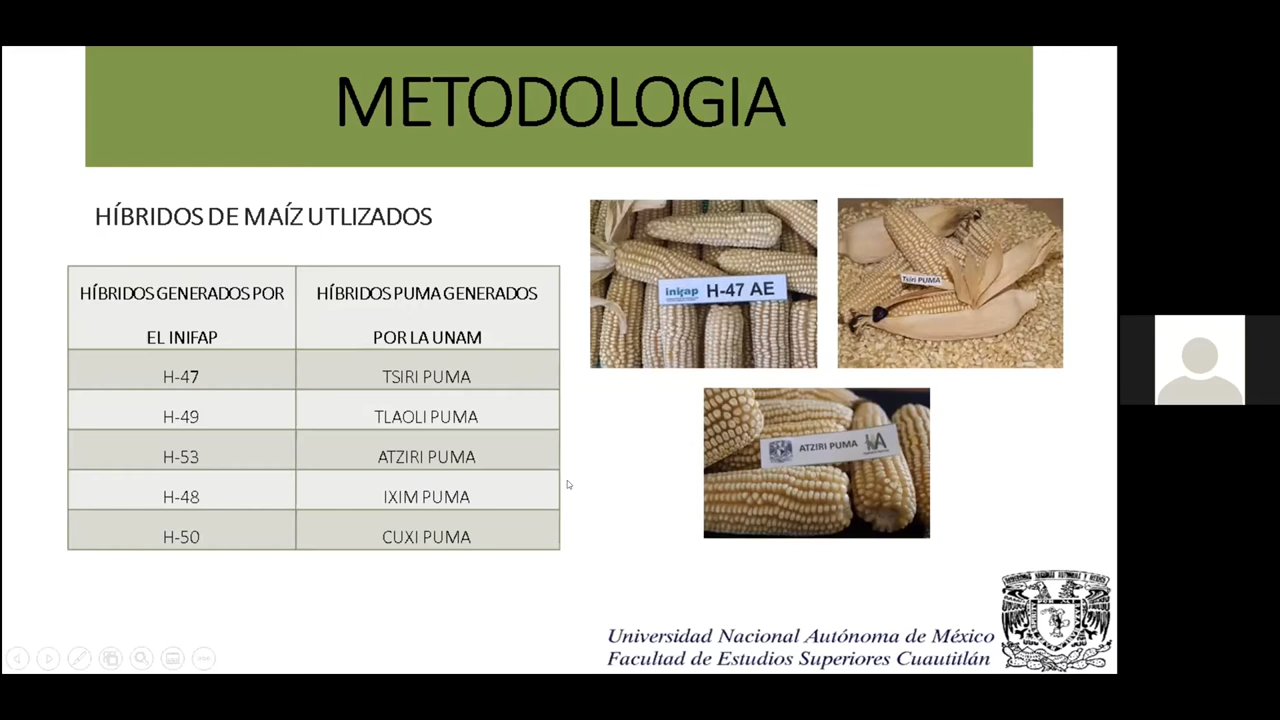 METODOLOGIA
HÍBRIDOS DE MAÍZ UTLIZADOS
HÍBRIDOS GENERADOS POR
EL INIFAP
HÍBRIDOS PUMA GENERADOS
POR LA UNAM
H-47
TSIRI PUMA
H-49
TLAOLI PUMA
H-53
ATZIRI PUMA
H-48
IXIM PUMA
H-50
CUXI PUMA
inifap H-47 AE
Tsiri PUMA
ATZIRI PUMA
Universidad Nacional Autónoma de México
Facultad de Estudios Superiores Cuautitlán